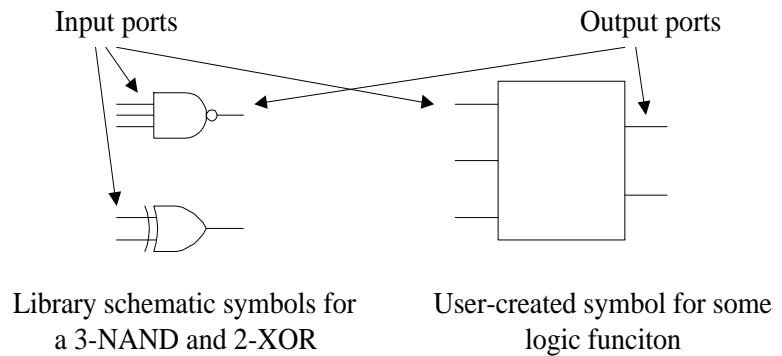 Input ports
Output ports
Library schematic symbols for
a 3-NAND and 2-XOR
User-created symbol for some
logic funciton